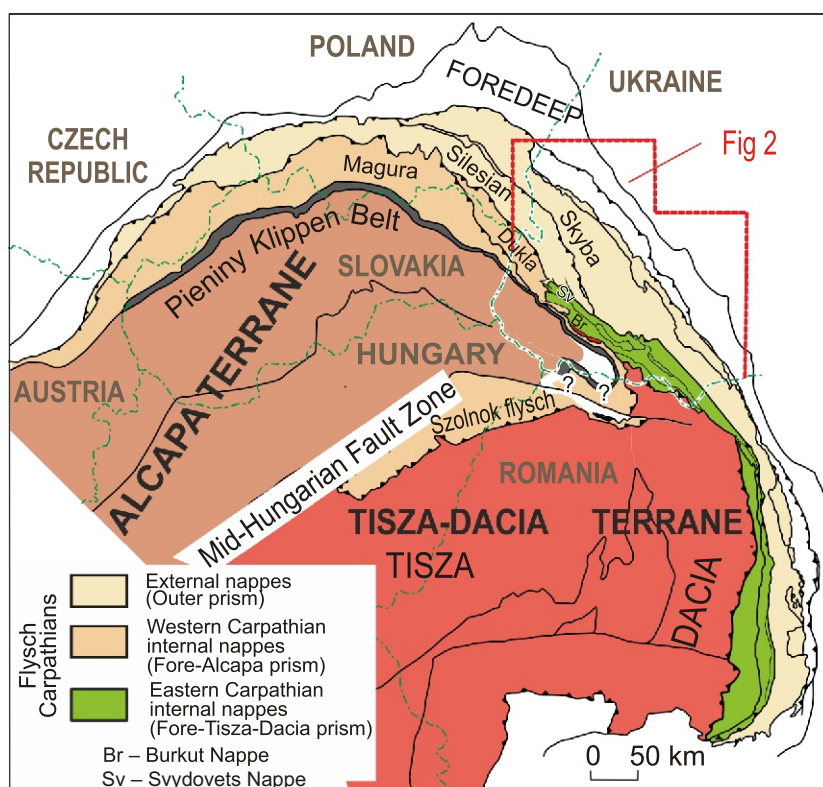 POLAND
FOREDEEP
UKRAINE
CZECH
REPUBLIC
Fig 2
Magura
Silesian
Skyba
Dukla
Pieniny Klippen Belt
SLOVAKIA
Sv
Br
ALCAPA TERRANE
HUNGARY
AUSTRIA
? ?
Szolnok flysch
Mid-Hungarian Fault Zone
ROMANIA
TISZA-DACIA TERRANE
TISZA
DACIA
Flysch
Carpathians
External nappes
(Outer prism)
Western Carpathian
internal nappes
(Fore-Alcapa prism)
Eastern Carpathian
internal nappes
(Fore-Tisza-Dacia prism)
Br – Burkut Nappe
Sv – Svydovets Nappe
0 50 km